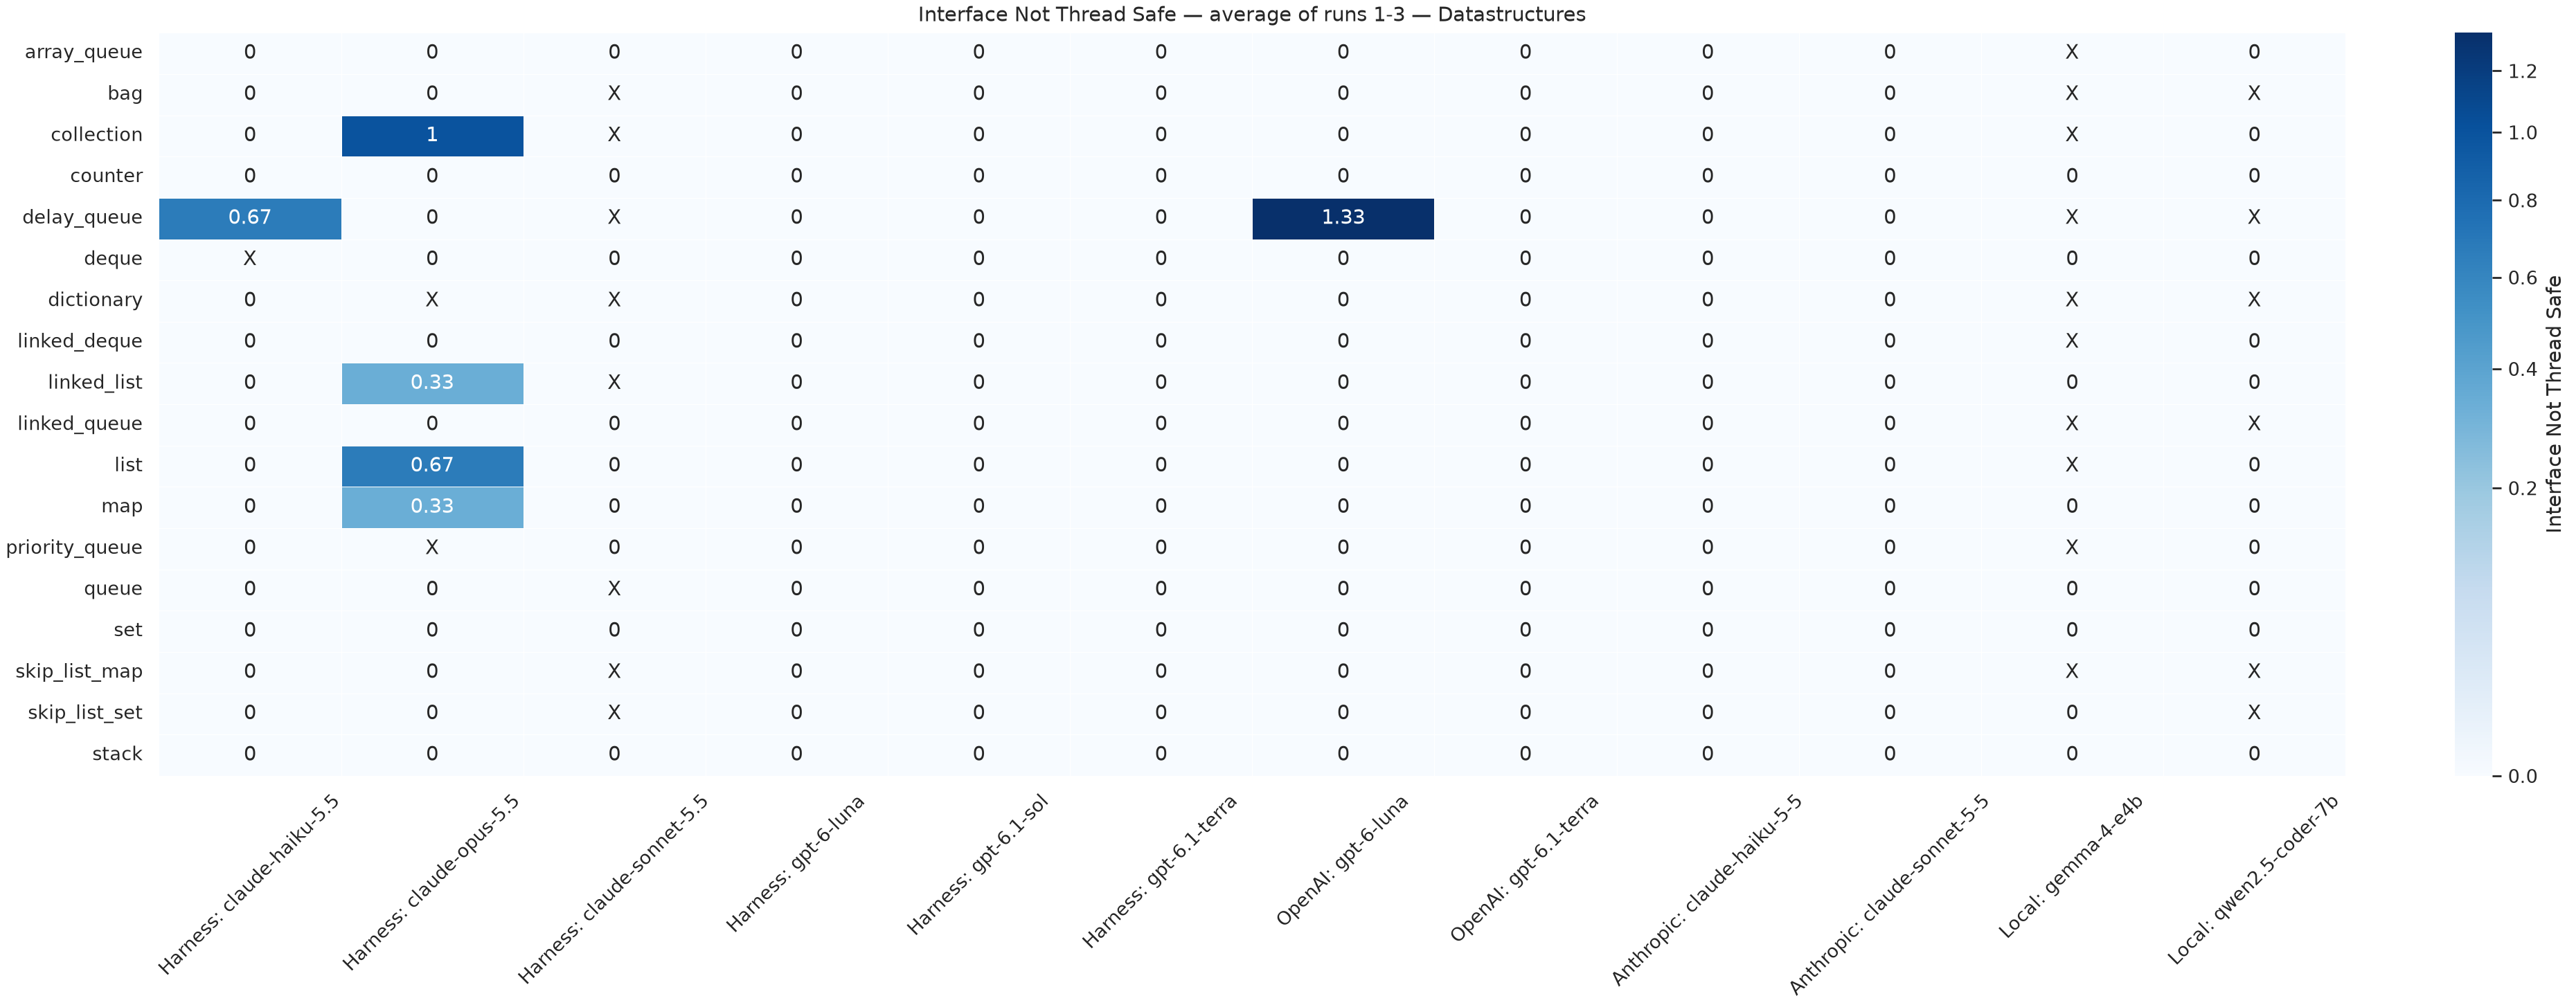 Interface Not Thread Safe — average of runs 1-3 — Datastructures
array_queue 0 0 0 0 0 0 0 0 0 0 X 0
bag 0 0 X 0 0 0 0 0 0 0 X X
collection 0 1 X 0 0 0 0 0 0 0 X 0
counter 0 0 0 0 0 0 0 0 0 0 0 0
delay_queue 0.67 0 X 0 0 0 1.33 0 0 0 X X
deque X 0 0 0 0 0 0 0 0 0 0 0
dictionary 0 X X 0 0 0 0 0 0 0 X X
linked_deque 0 0 0 0 0 0 0 0 0 0 X 0
linked_list 0 0.33 X 0 0 0 0 0 0 0 0 0
linked_queue 0 0 0 0 0 0 0 0 0 0 X X
list 0 0.67 0 0 0 0 0 0 0 0 X 0
map 0 0.33 0 0 0 0 0 0 0 0 0 0
priority_queue 0 X 0 0 0 0 0 0 0 0 X 0
queue 0 0 X 0 0 0 0 0 0 0 0 0
set 0 0 0 0 0 0 0 0 0 0 0 0
skip_list_map 0 0 X 0 0 0 0 0 0 0 X X
skip_list_set 0 0 X 0 0 0 0 0 0 0 0 X
stack 0 0 0 0 0 0 0 0 0 0 0 0
Harness: claude-haiku-5.5
Harness: claude-opus-5.5
Harness: claude-sonnet-5.5
Harness: gpt-6-luna
Harness: gpt-6.1-sol
Harness: gpt-6.1-terra
OpenAI: gpt-6-luna
OpenAI: gpt-6.1-terra
Anthropic: claude-haiku-5-5
Anthropic: claude-sonnet-5-5
Local: gemma-4-e4b
Local: qwen2.5-coder-7b
1.2
1.0
0.8
0.6
0.4
0.2
0.0
Interface Not Thread Safe